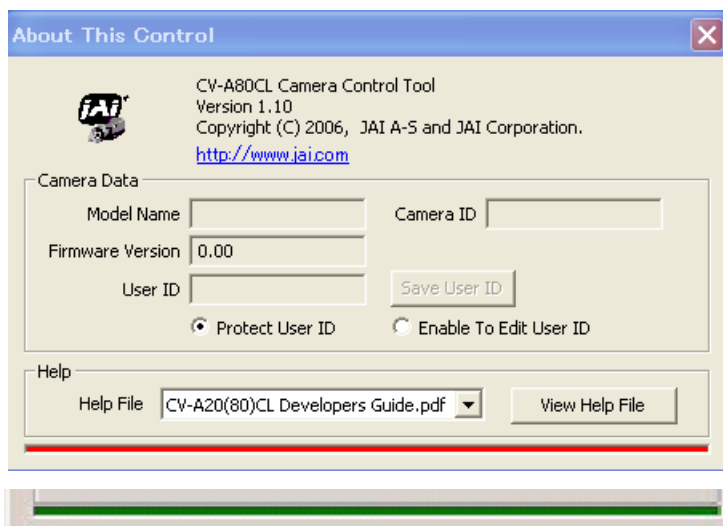 About This Control
JAI
CV-A80CL Camera Control Tool
Version 1.10
Copyright (C) 2006, JAI A-S and JAI Corporation.
http://www.jai.com
Camera Data
Model Name
Camera ID
Firmware Version 0.00
User ID
Save User ID
Protect User ID
Enable To Edit User ID
Help
Help File CV-A20(80)CL Developers Guide.pdf View Help File